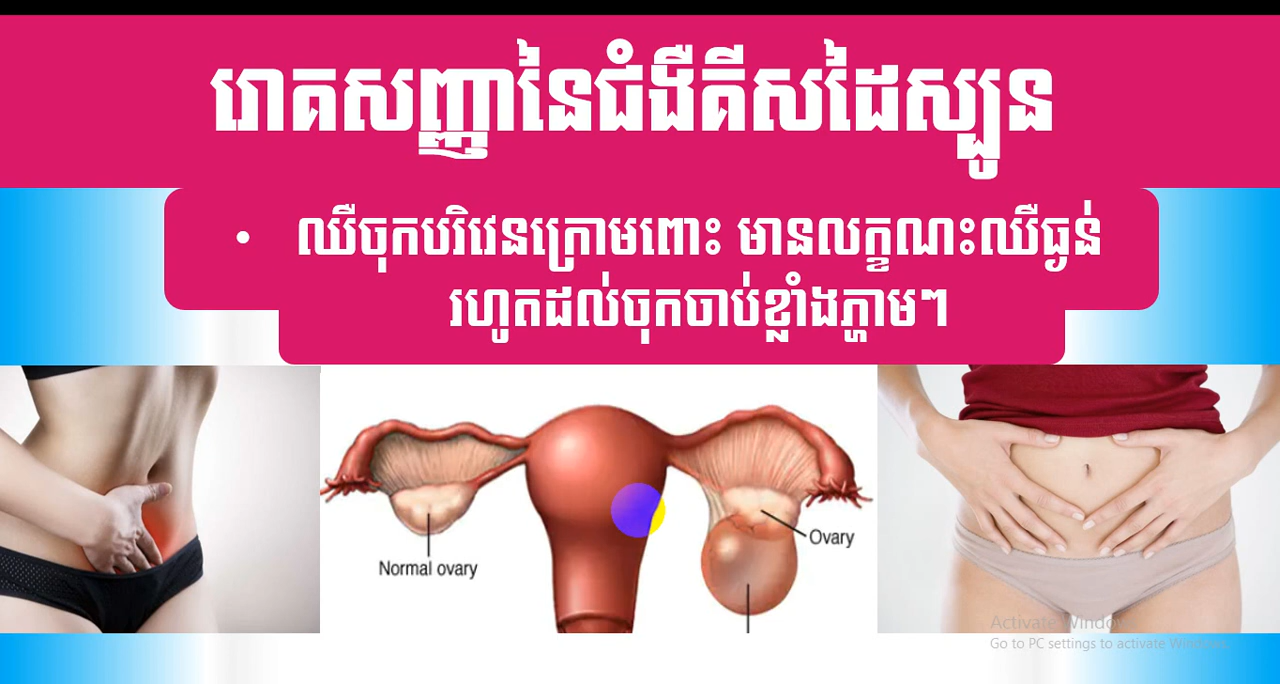 រោគសញ្ញានៃជំងឺគីសដៃស្បូន
• ឈឺចុកបរិវេនក្រោមពោះ មានលក្ខណះឈឺធ្ងន់
រហូតដល់ចុកចាប់ខ្លាំងភ្លាមៗ
Normal ovary
Ovary
Activate Windows
Go to PC settings to activate Windows.